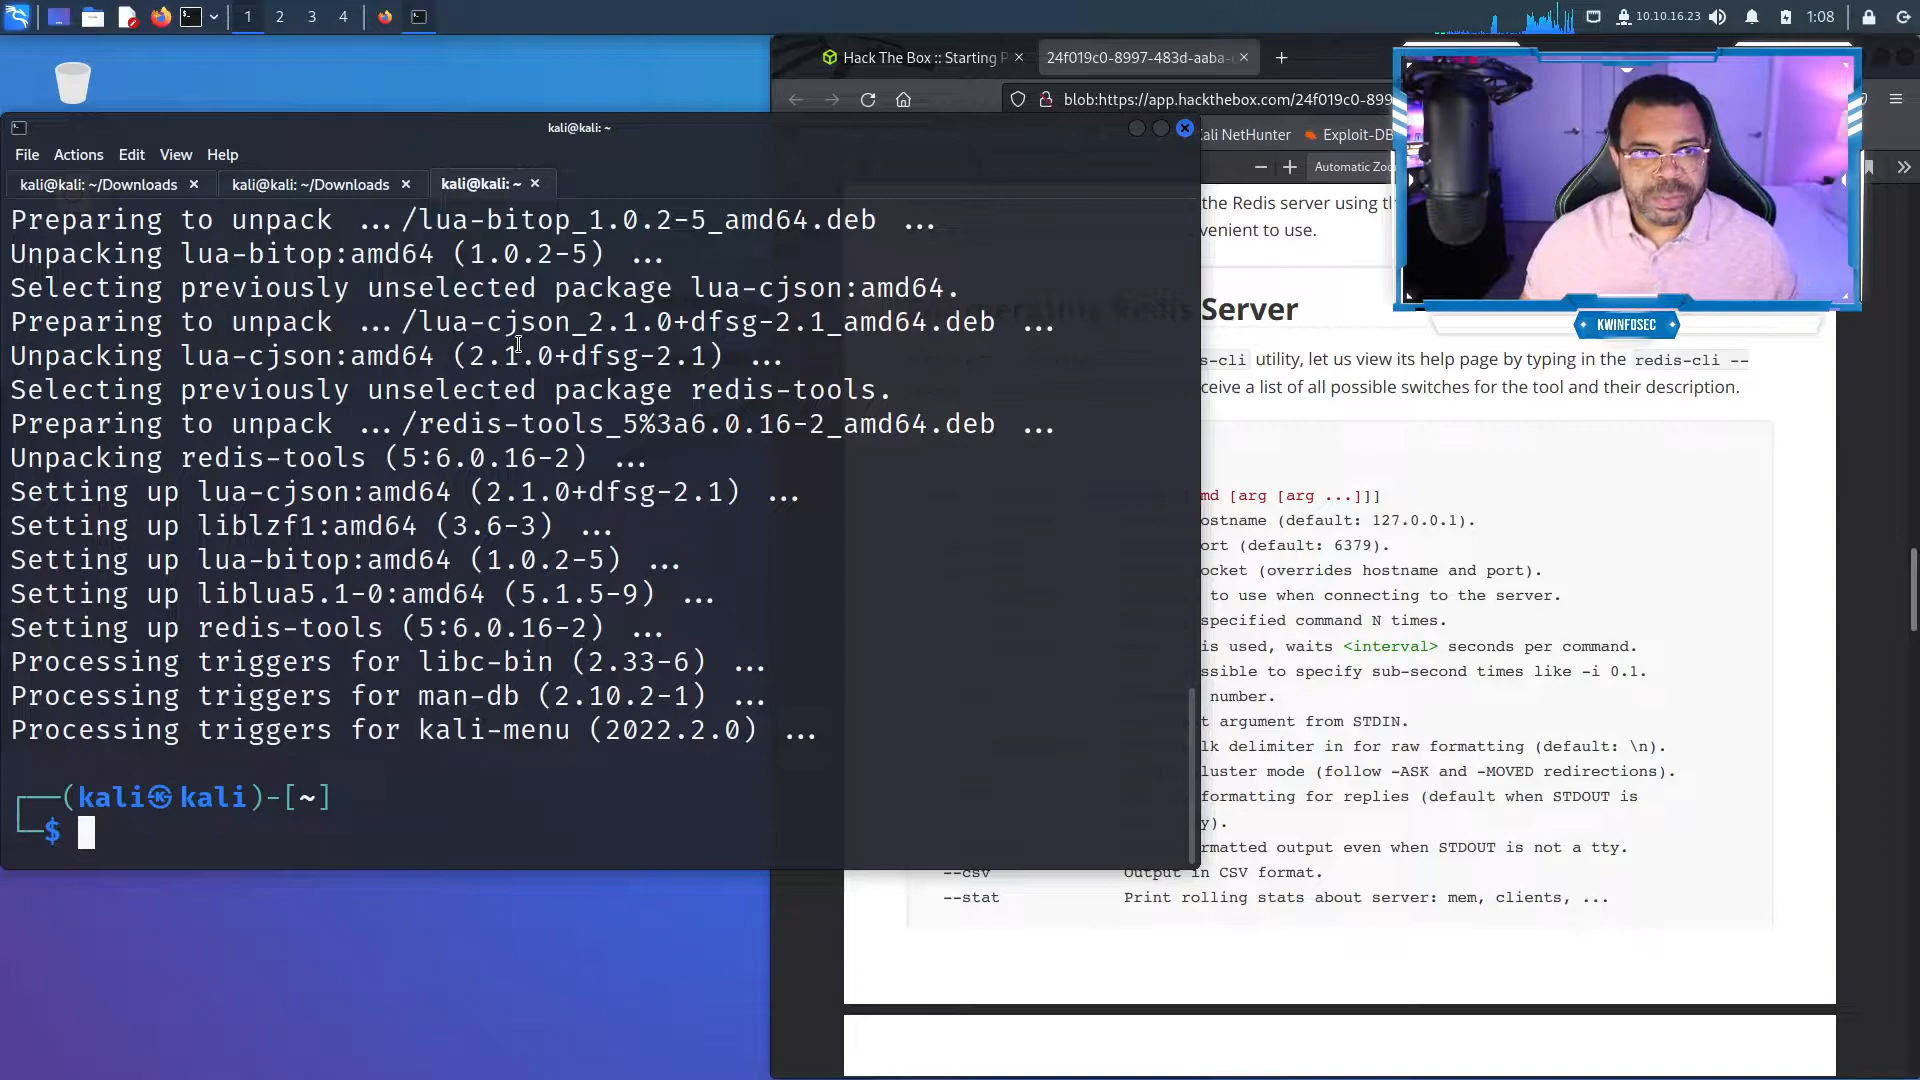 1 2 3 4
10.10.16.23
1:08
Hack The Box :: Starting P
24f019c0-8997-483d-aaba-
blob:https://app.hackthebox.com/24f019c0-899
kali@kali: ~
File Actions Edit View Help
Kali NetHunter
Exploit-DB
Automatic Zoo
kali@kali: ~/Downloads
kali@kali: ~/Downloads
kali@kali: ~
Preparing to unpack .../lua-bitop_1.0.2-5_amd64.deb ...
Unpacking lua-bitop:amd64 (1.0.2-5) ...
Selecting previously unselected package lua-cjson:amd64.
Preparing to unpack .../lua-cjson_2.1.0+dfsg-2.1_amd64.deb ...
Unpacking lua-cjson:amd64 (2.1.0+dfsg-2.1) ...
Selecting previously unselected package redis-tools.
Preparing to unpack .../redis-tools_5%3a6.0.16-2_amd64.deb ...
Unpacking redis-tools (5:6.0.16-2) ...
Setting up lua-cjson:amd64 (2.1.0+dfsg-2.1) ...
Setting up liblzf1:amd64 (3.6-3) ...
Setting up lua-bitop:amd64 (1.0.2-5) ...
Setting up liblua5.1-0:amd64 (5.1.5-9) ...
Setting up redis-tools (5:6.0.16-2) ...
Processing triggers for libc-bin (2.33-6) ...
Processing triggers for man-db (2.10.2-1) ...
Processing triggers for kali-menu (2022.2.0) ...
(kali㉿kali)-[~]
$
the Redis server using th
venient to use.
Enumerating Redis Server
s-cli utility, let us view its help page by typing in the redis-cli --
ceive a list of all possible switches for the tool and their description.
md [arg [arg ...]]]
ostname (default: 127.0.0.1).
ort (default: 6379).
ocket (overrides hostname and port).
to use when connecting to the server.
specified command N times.
is used, waits <interval> seconds per command.
ssible to specify sub-second times like -i 0.1.
number.
t argument from STDIN.
lk delimiter in for raw formatting (default: \n).
luster mode (follow -ASK and -MOVED redirections).
formatting for replies (default when STDOUT is
y).
rmatted output even when STDOUT is not a tty.
--csv Output in CSV format.
--stat Print rolling stats about server: mem, clients, ...
KWINFOSEC